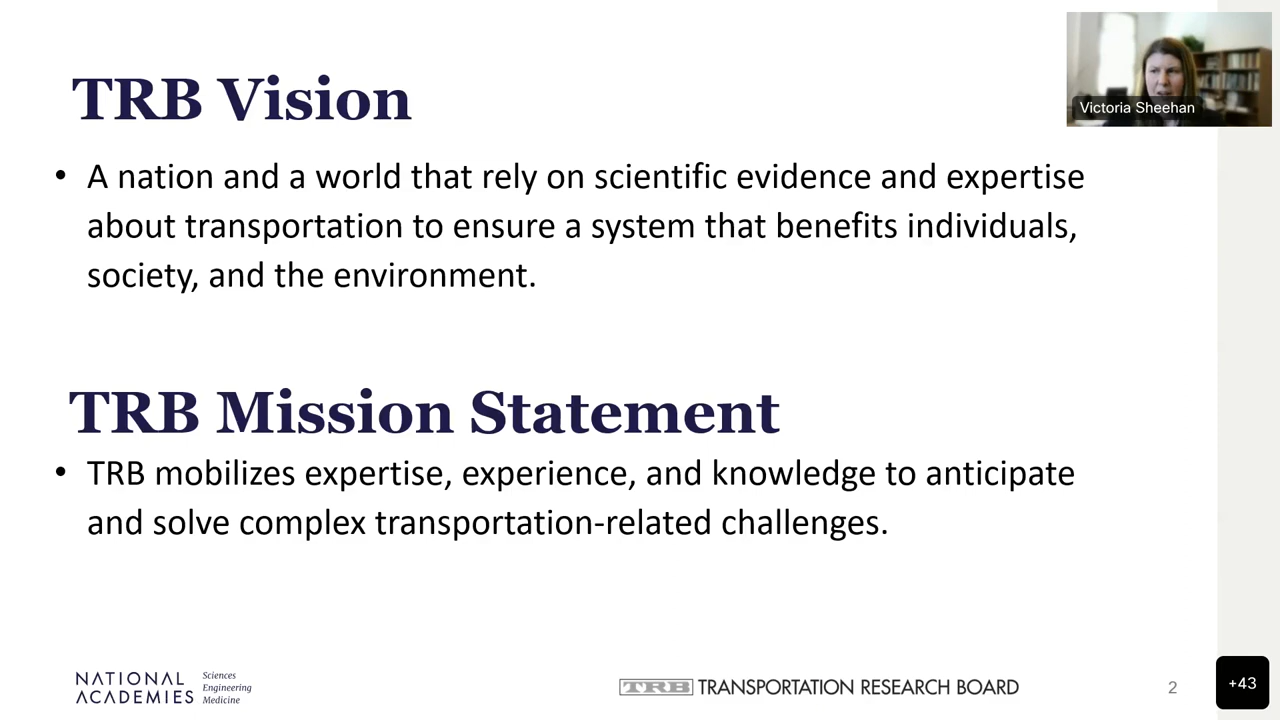 TRB Vision
Victoria Sheehan
• A nation and a world that rely on scientific evidence and expertise
about transportation to ensure a system that benefits individuals,
society, and the environment.
TRB Mission Statement
• TRB mobilizes expertise, experience, and knowledge to anticipate
and solve complex transportation-related challenges.
NATIONAL
ACADEMIES
Sciences
Engineering
Medicine
TRB TRANSPORTATION RESEARCH BOARD
2
+43